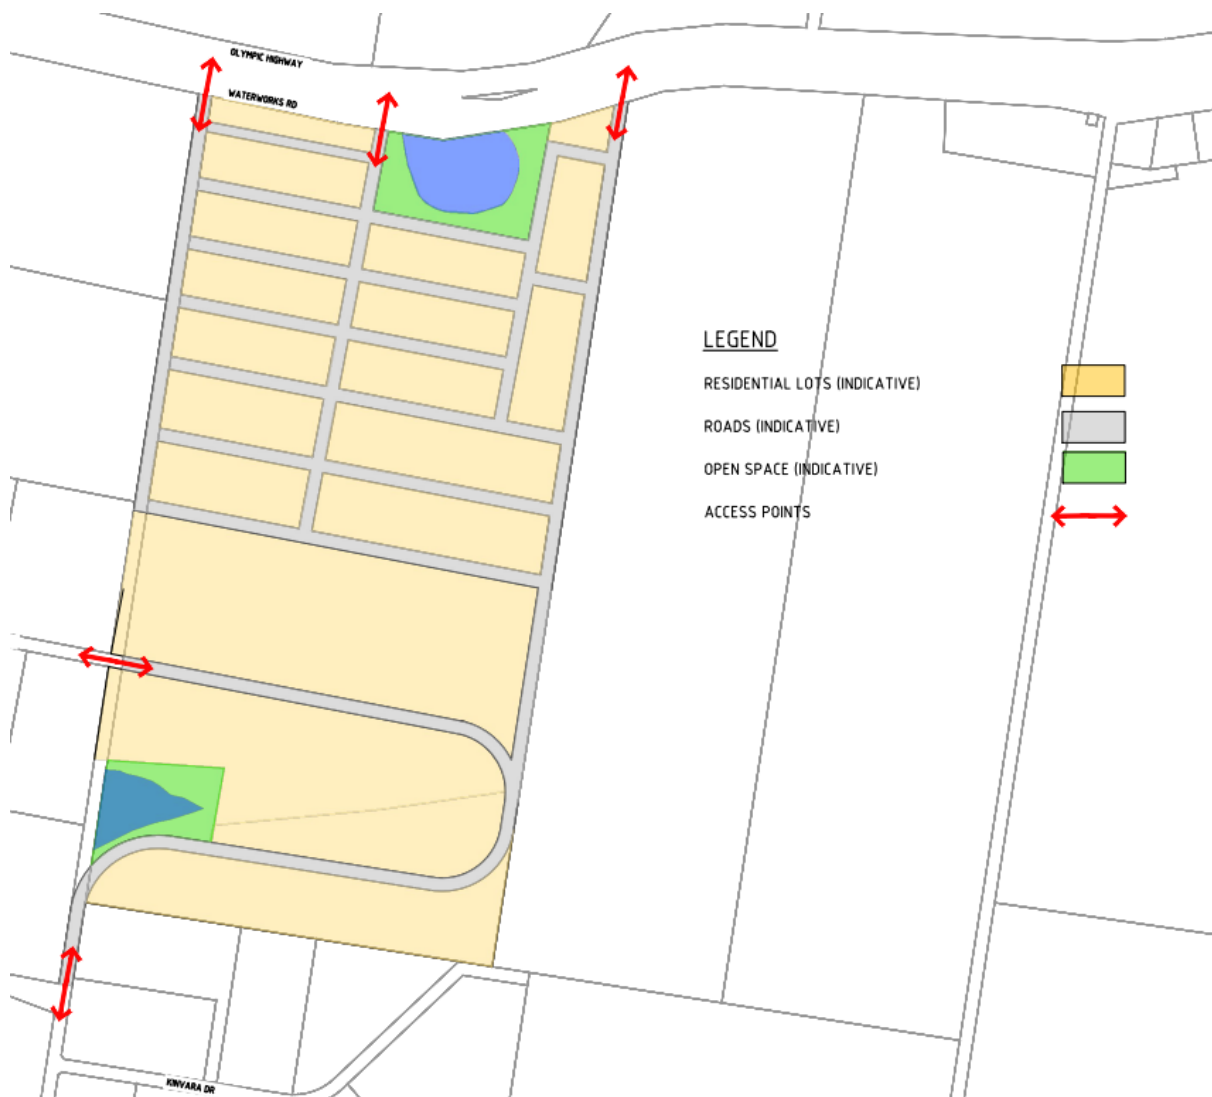 OLYMPIC HIGHWAY
WATERWORKS RD
LEGEND
RESIDENTIAL LOTS (INDICATIVE)
ROADS (INDICATIVE)
OPEN SPACE (INDICATIVE)
ACCESS POINTS
KINVARA DR